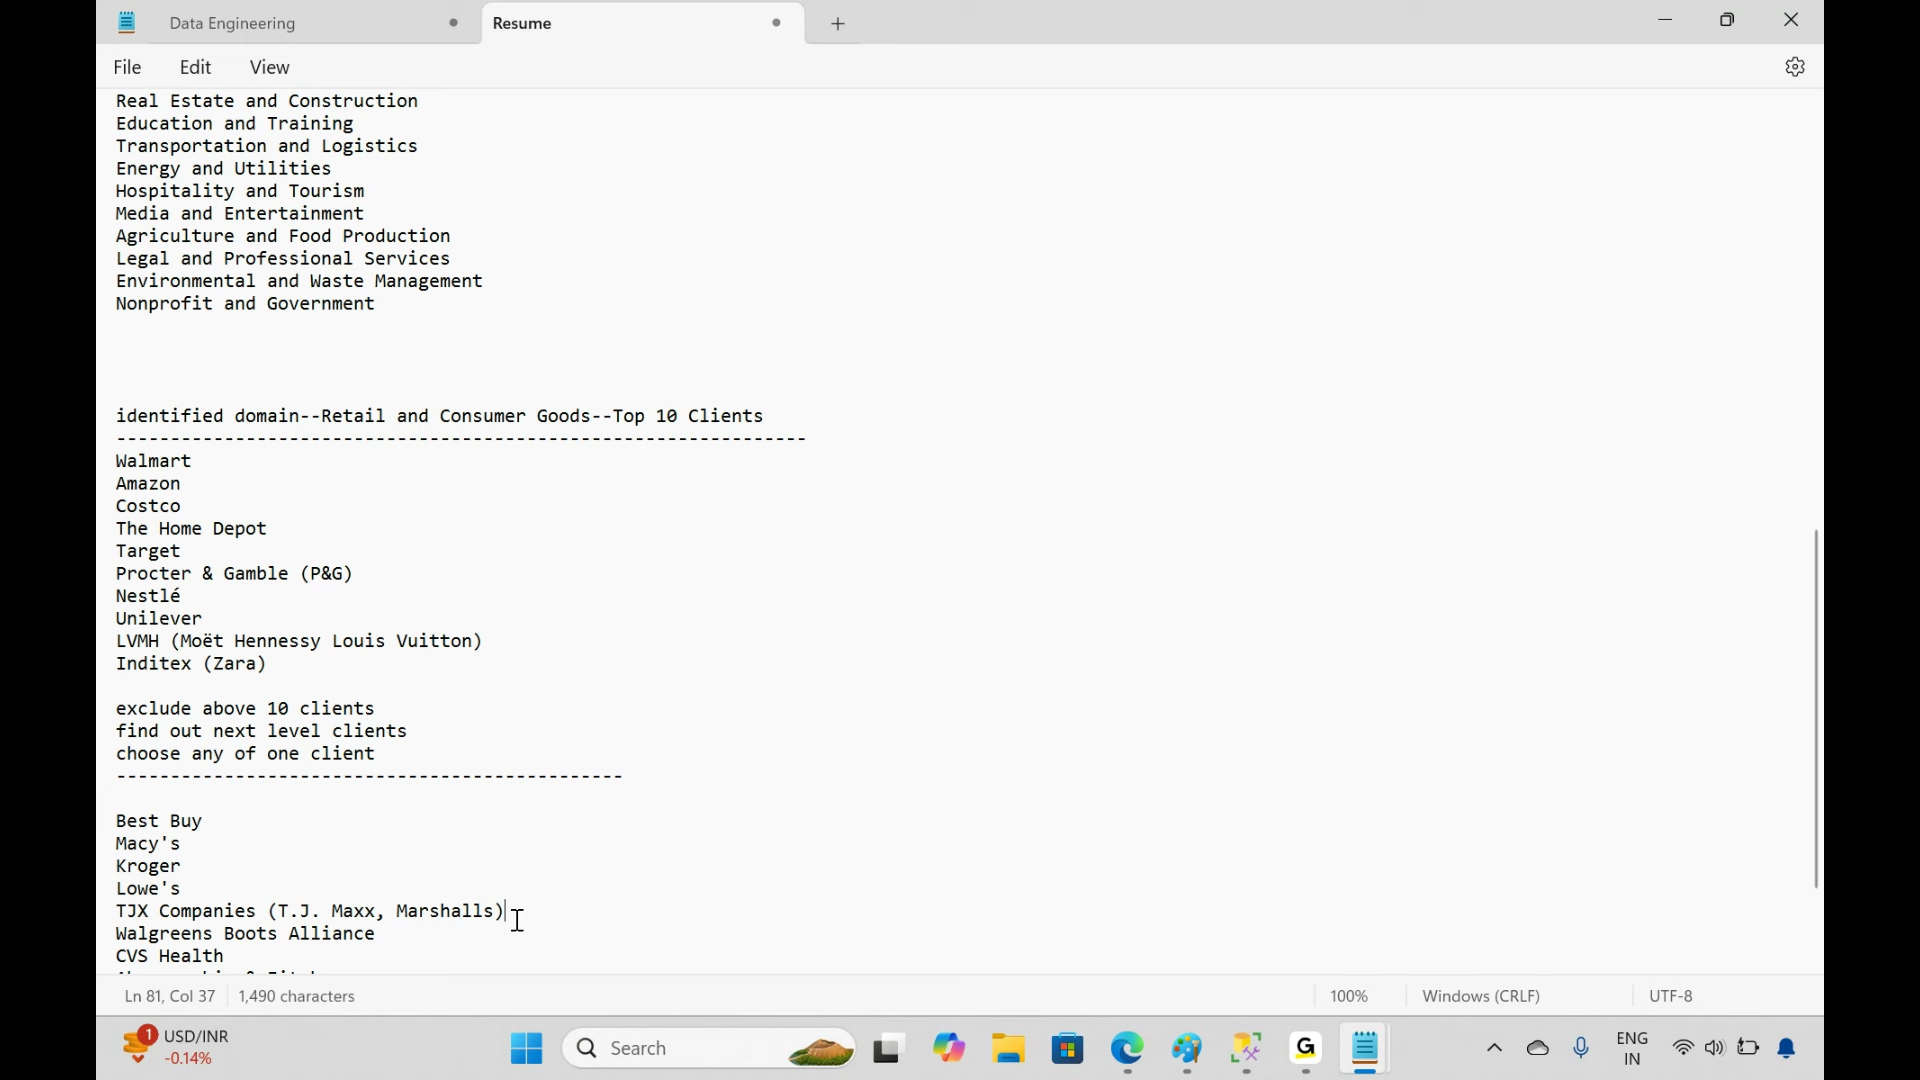 Data Engineering
Resume
File Edit View
Real Estate and Construction
Education and Training
Transportation and Logistics
Energy and Utilities
Hospitality and Tourism
Media and Entertainment
Agriculture and Food Production
Legal and Professional Services
Environmental and Waste Management
Nonprofit and Government
identified domain--Retail and Consumer Goods--Top 10 Clients
----------------------------------------------------------------
Walmart
Amazon
Costco
The Home Depot
Target
Procter & Gamble (P&G)
Nestlé
Unilever
LVMH (Moët Hennessy Louis Vuitton)
Inditex (Zara)
exclude above 10 clients
find out next level clients
choose any of one client
-----------------------------------------------
Best Buy
Macy's
Kroger
Lowe's
TJX Companies (T.J. Maxx, Marshalls)
Walgreens Boots Alliance
CVS Health
Ln 81, Col 37 1,490 characters 100% Windows (CRLF) UTF-8
1 USD/INR
-0.14%
Search
G
ENG
IN